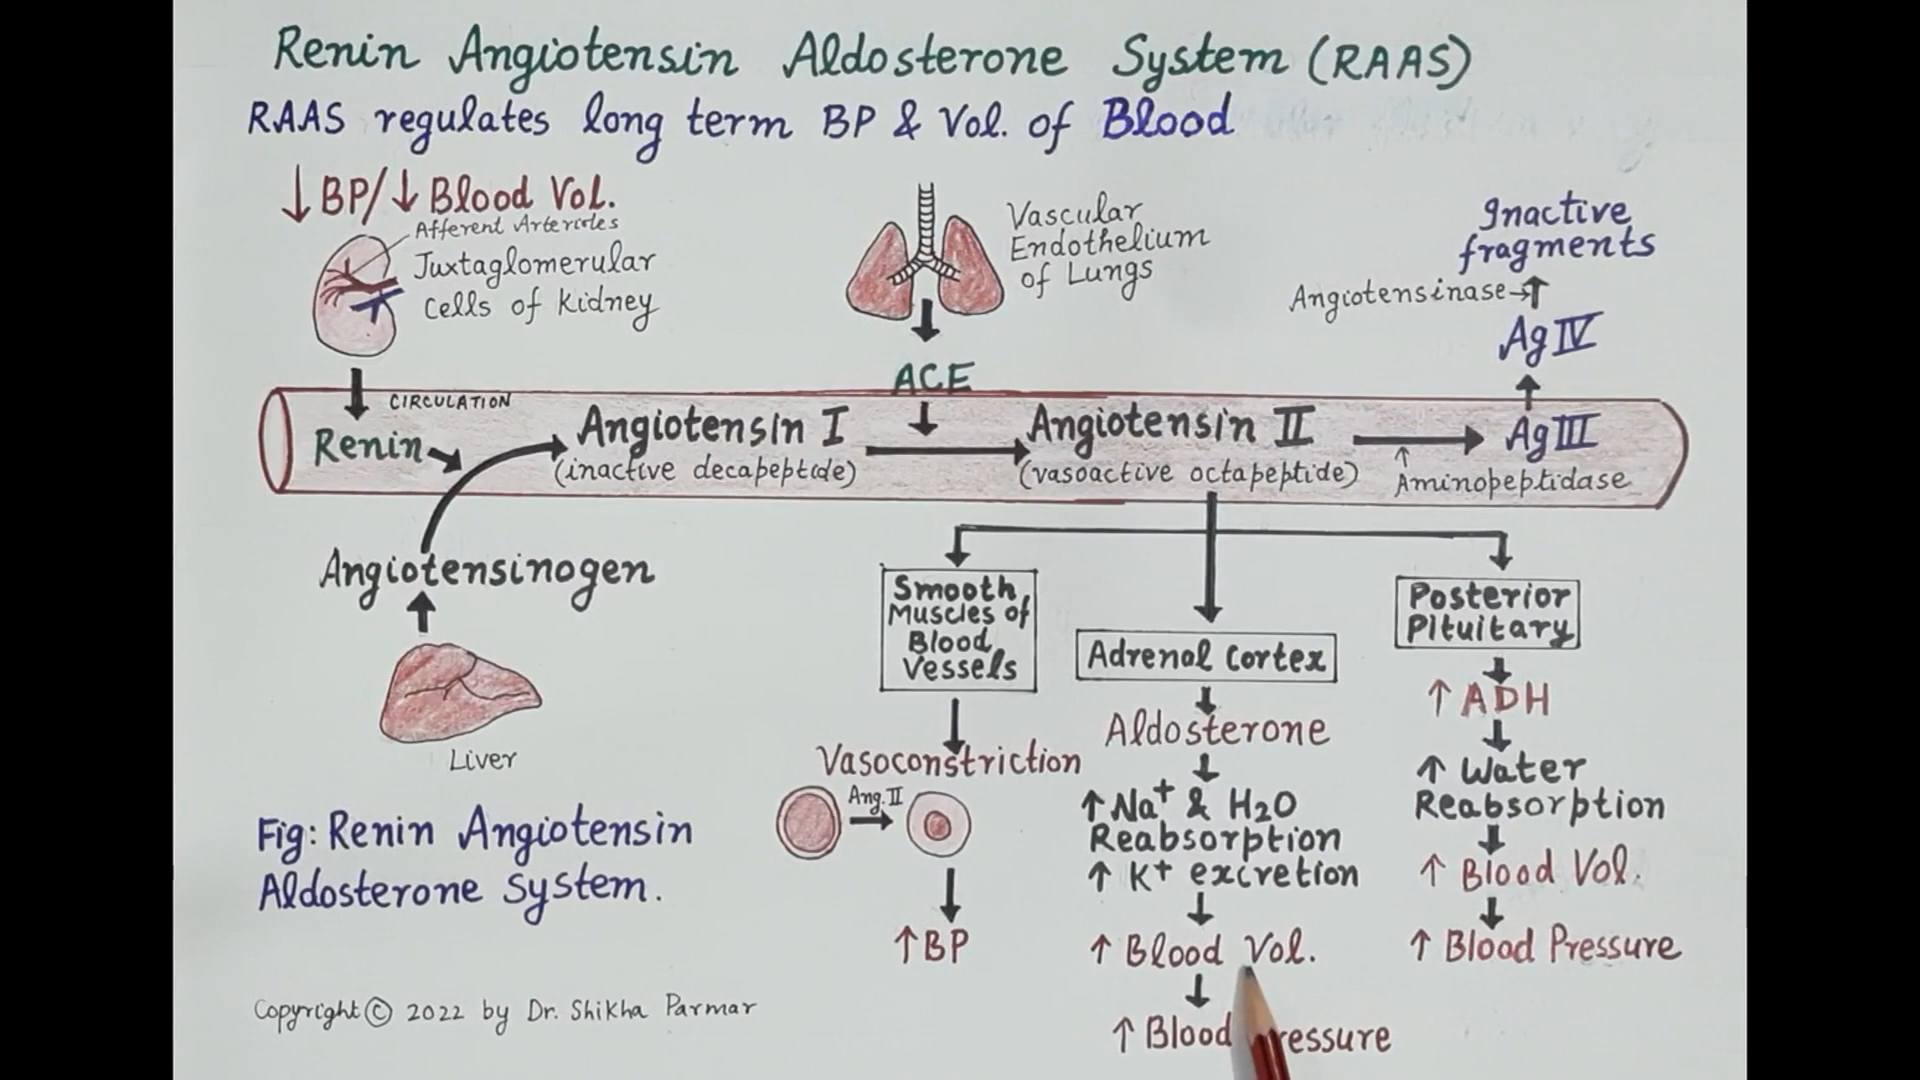 Renin Angiotensin Aldosterone System (RAAS)
RAAS regulates long term BP & Vol. of Blood
↓BP/↓ Blood Vol.
Afferent Arterioles
Juxtaglomerular
Cells of Kidney
Vascular
Endothelium
of Lungs
Inactive
fragments
Angiotensinase→↑
Ag IV
ACE
CIRCULATION
Renin
Angiotensin I
(inactive decapeptide)
Angiotensin II
(vasoactive octapeptide)
Ag III
↑
Aminopeptidase
Angiotensinogen
Liver
Smooth
Muscles of
Blood
Vessels
Vasoconstriction
Ang. II
↑BP
Adrenal Cortex
Aldosterone
↑Na⁺ & H2O
Reabsorption
↑ K⁺ excretion
↑ Blood Vol.
↑ Blood
Posterior
Pituitary
↑ ADH
↑ Water
Reabsorption
↑ Blood Vol.
↑ Blood Pressure
Fig: Renin Angiotensin
Aldosterone System.
Copyright © 2022 by Dr. Shikha Parmar